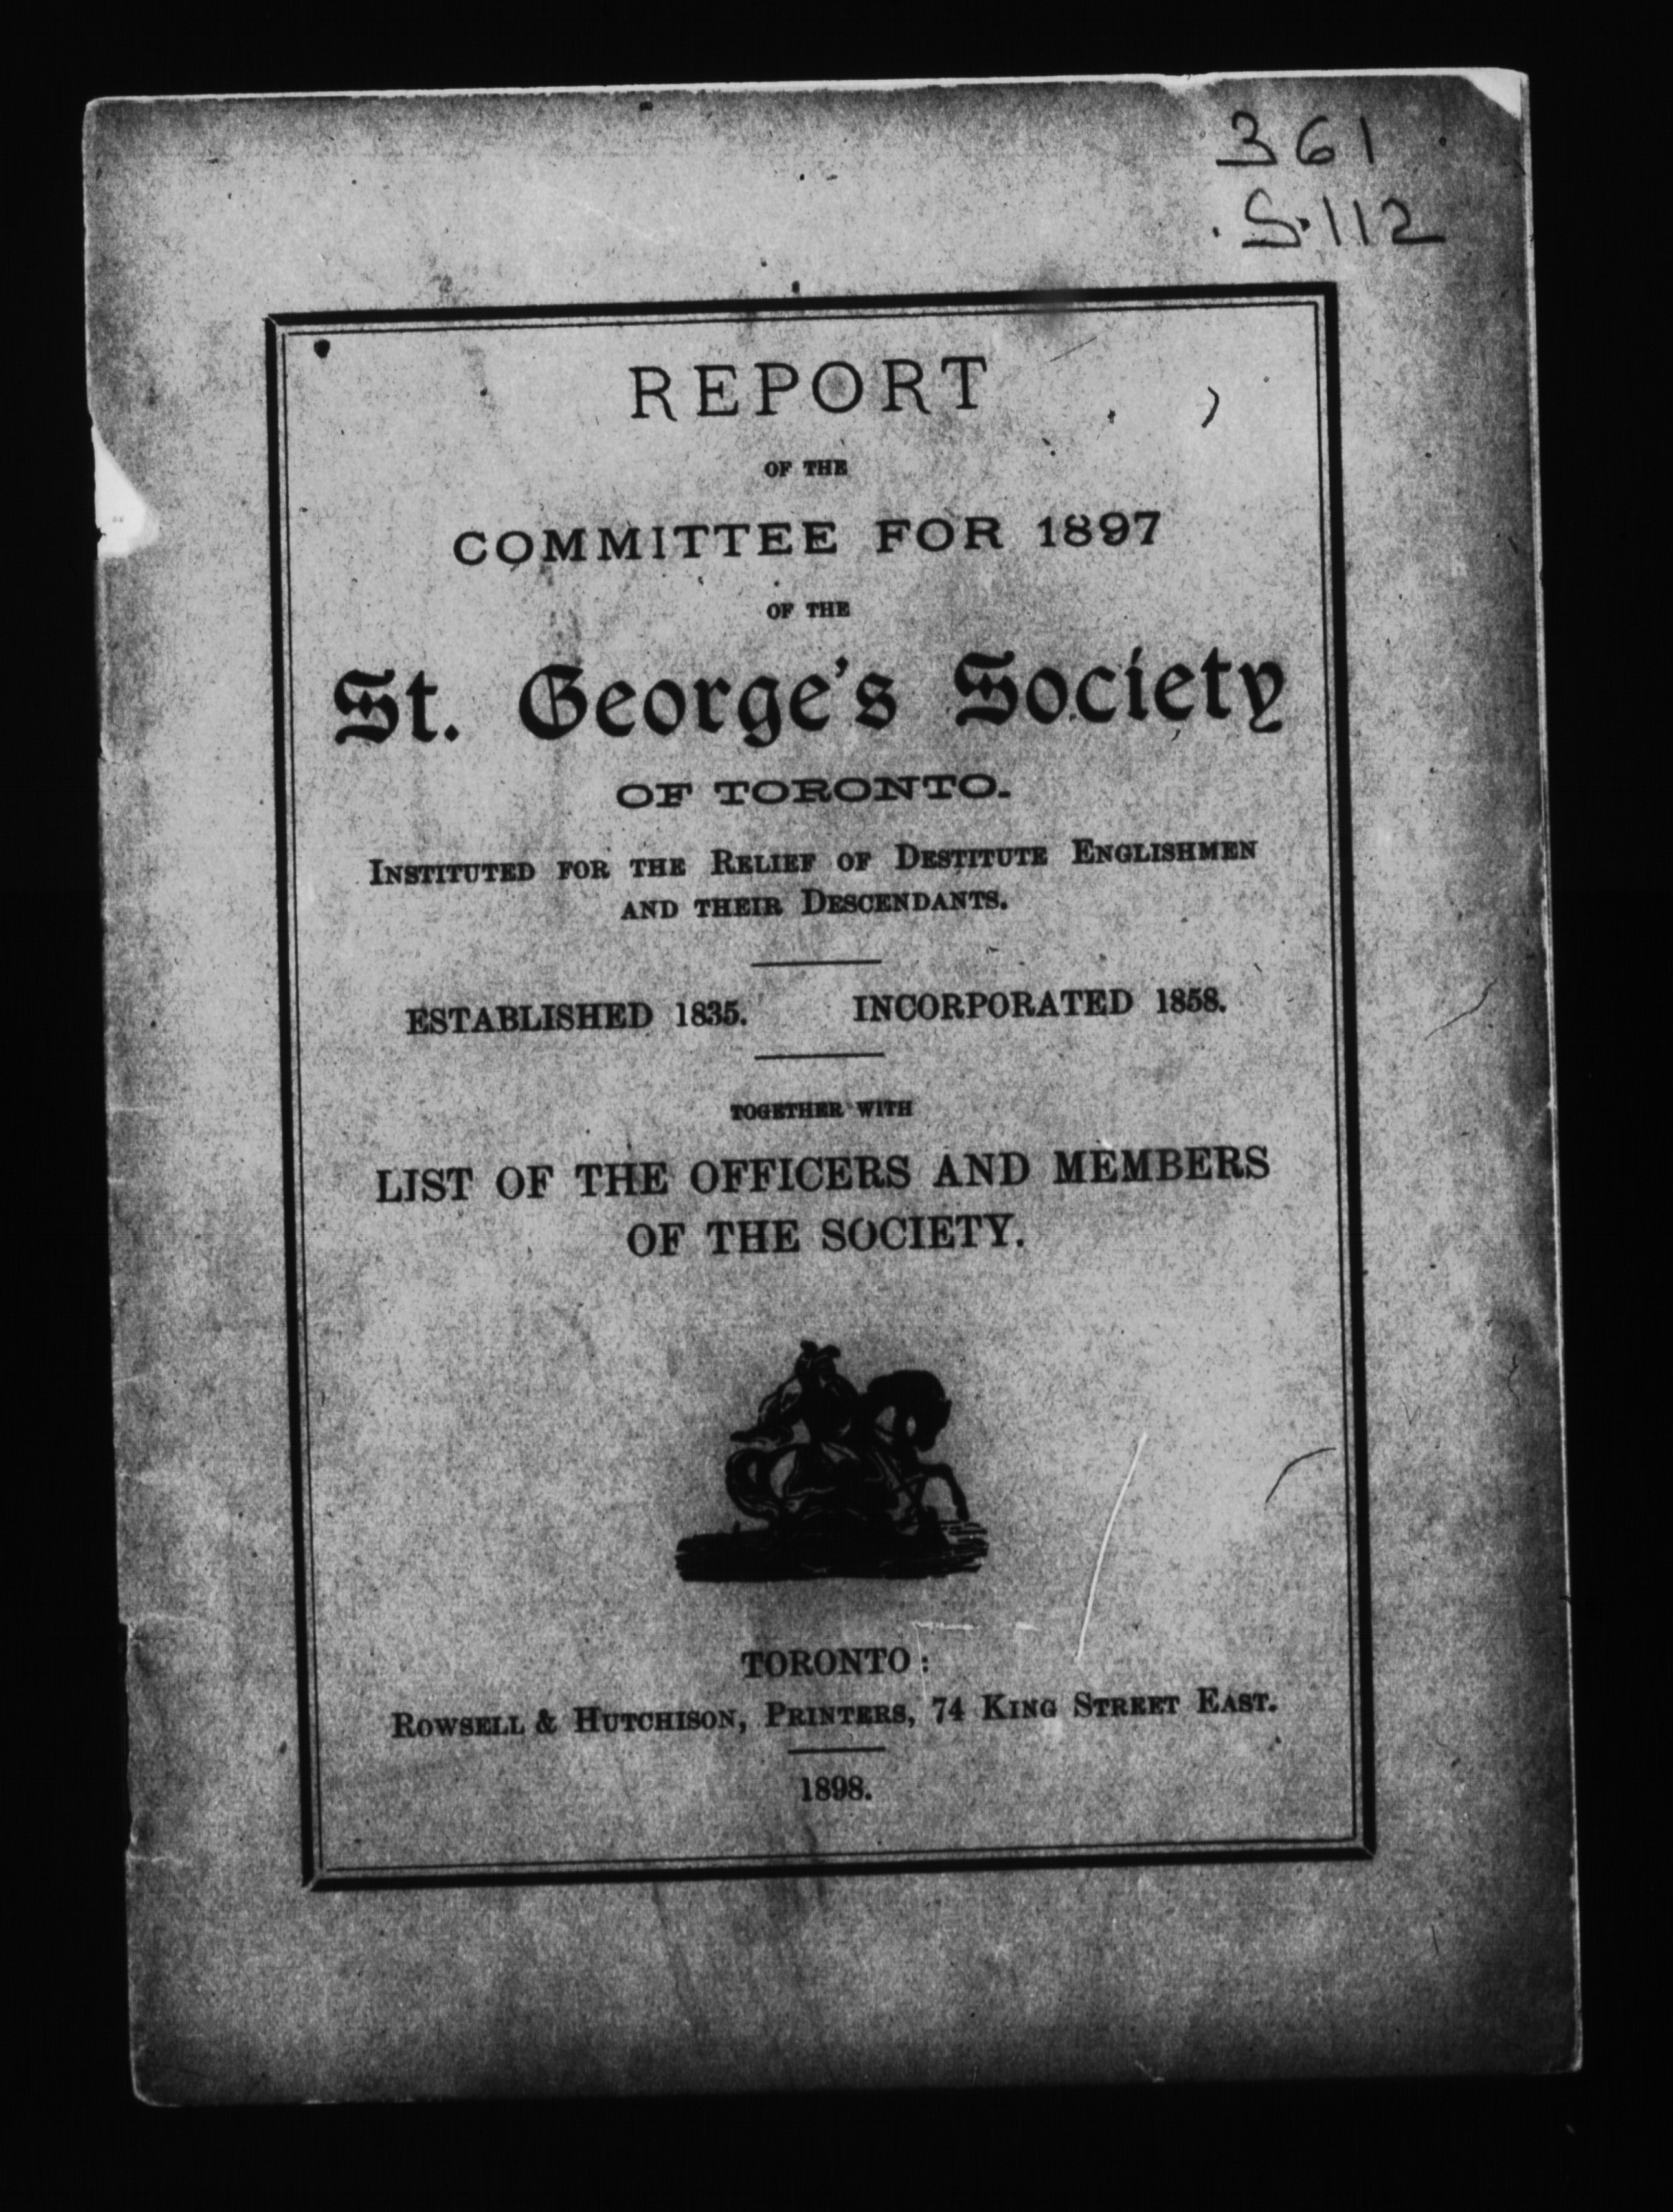 361
.S.112
REPORT
OF THE
COMMITTEE FOR 1897
OF THE
St. George's Society
OF TORONTO.
INSTITUTED FOR THE RELIEF OF DESTITUTE ENGLISHMEN
AND THEIR DESCENDANTS.
ESTABLISHED 1835. INCORPORATED 1858.
TOGETHER WITH
LIST OF THE OFFICERS AND MEMBERS
OF THE SOCIETY.
TORONTO:
ROWSELL & HUTCHISON, PRINTERS, 74 KING STREET EAST.
1898.